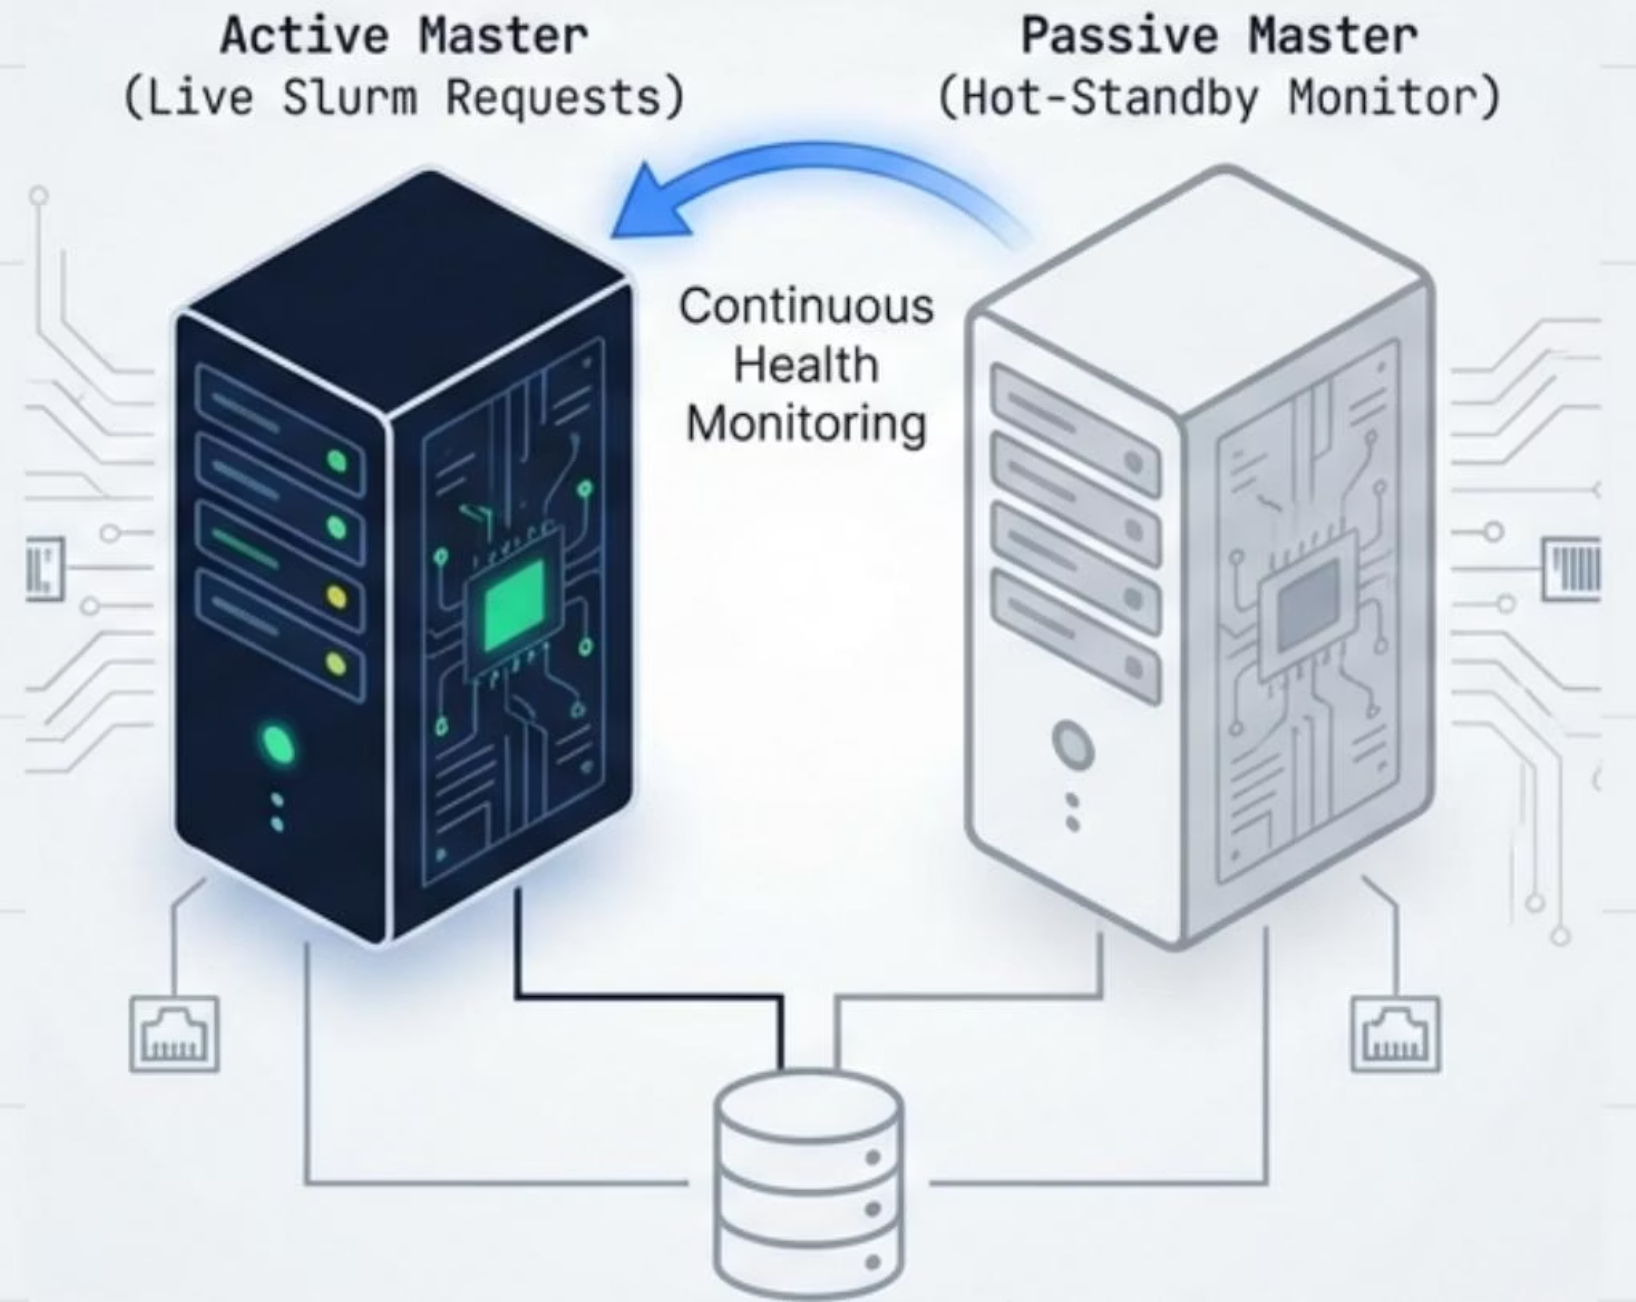 Active Master
(Live Slurm Requests)
Passive Master
(Hot-Standby Monitor)
Continuous
Health
Monitoring